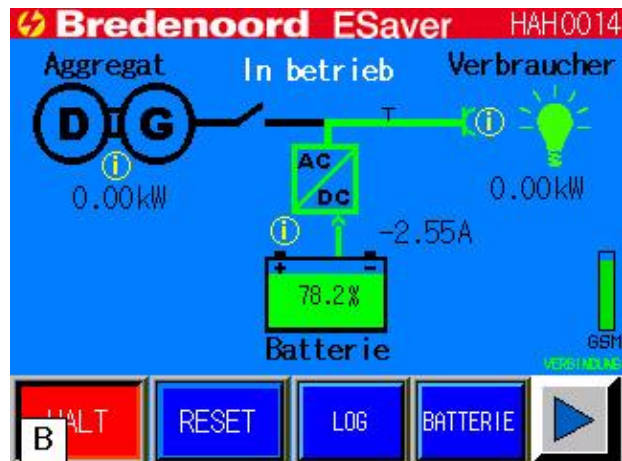 Bredenoord ESaver HAH0014
Aggregat In betrieb Verbraucher
D G
i
i
0.00kW
AC
DC
0.00kW
i
-2.55A
+ -
78.2%
Batterie
GSM
VERBINDUNG
HALT RESET LOG BATTERIE
B